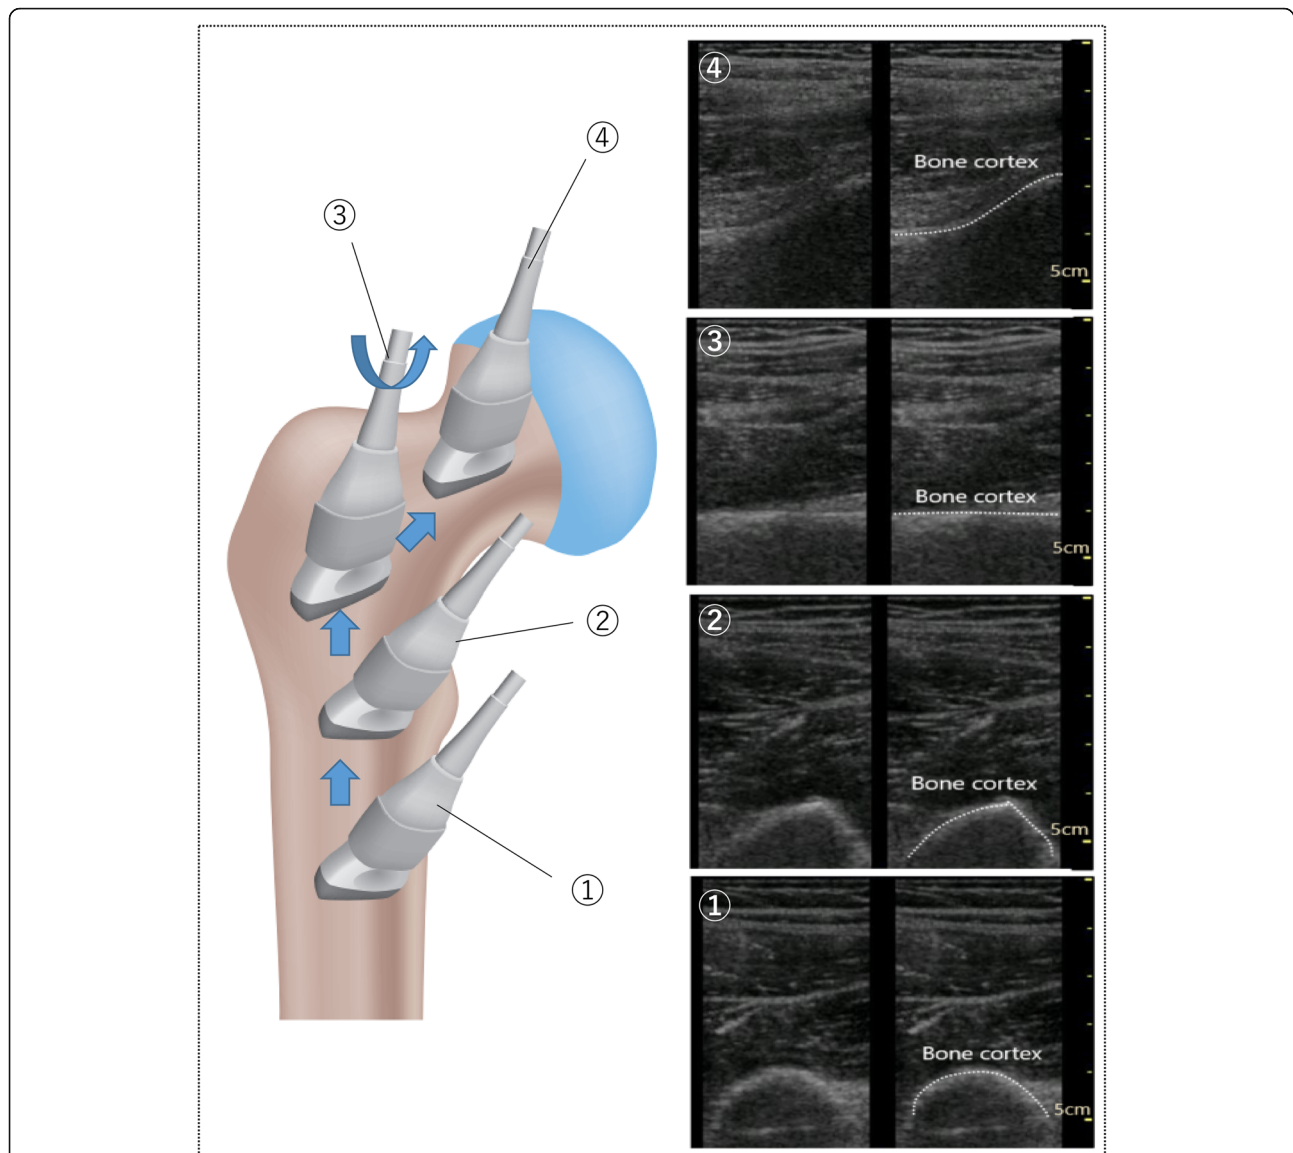 ④
③
②
①
④
Bone cortex
5cm
③
Bone cortex
5cm
②
Bone cortex
5cm
①
Bone cortex
5cm